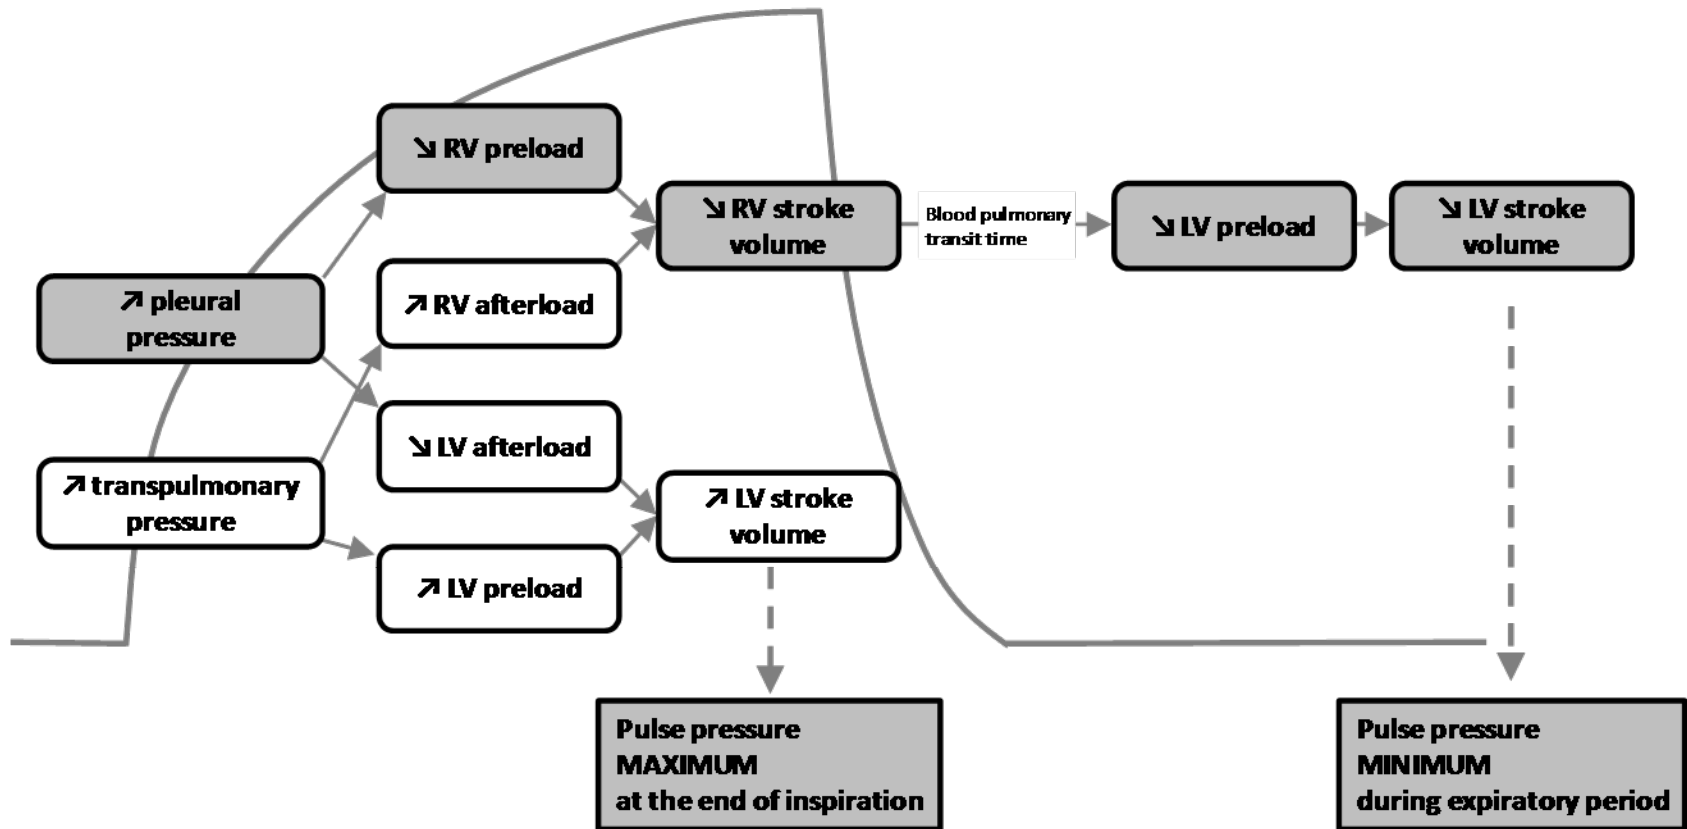 ↘ RV preload
↘ RV stroke
volume
Blood pulmonary
transit time
↘ LV preload
↘ LV stroke
volume
↗ pleural
pressure
↗ RV afterload
↘ LV afterload
↗ transpulmonary
pressure
↗ LV stroke
volume
↗ LV preload
Pulse pressure
MAXIMUM
at the end of inspiration
Pulse pressure
MINIMUM
during expiratory period